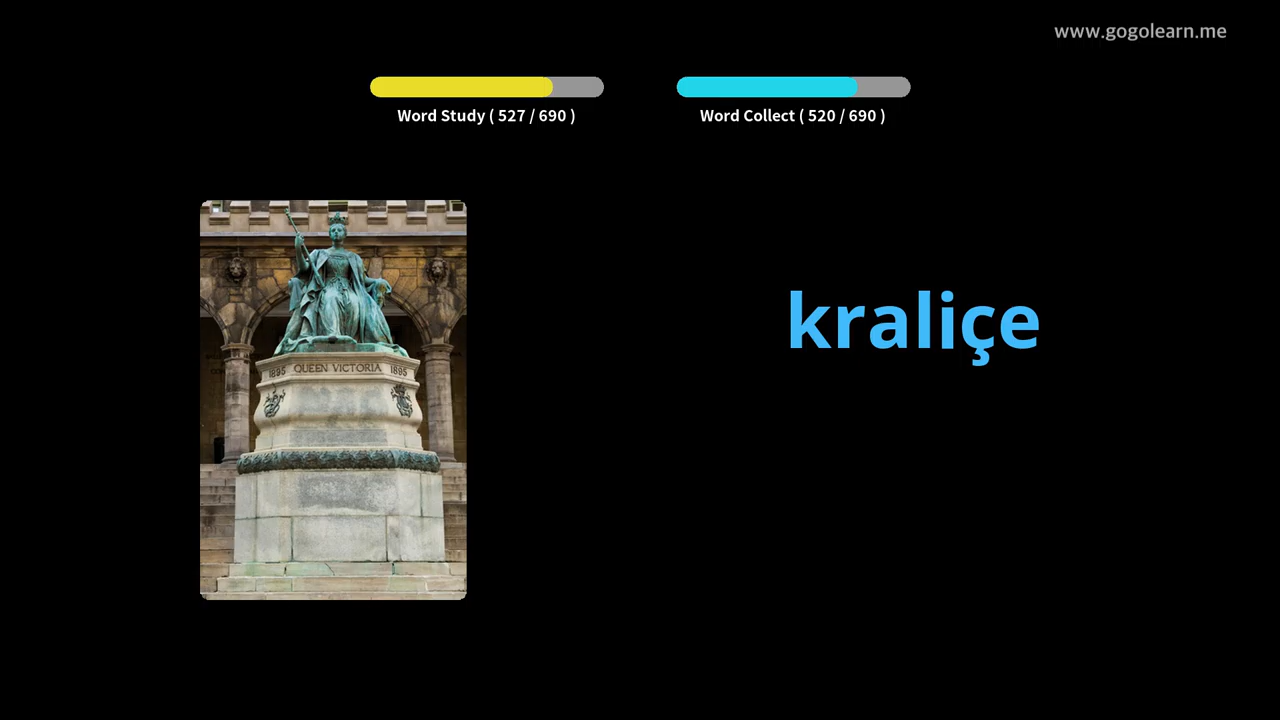 www.gogolearn.me
Word Study ( 527 / 690 )
Word Collect ( 520 / 690 )
kraliçe
1895 QUEEN VICTORIA 1895